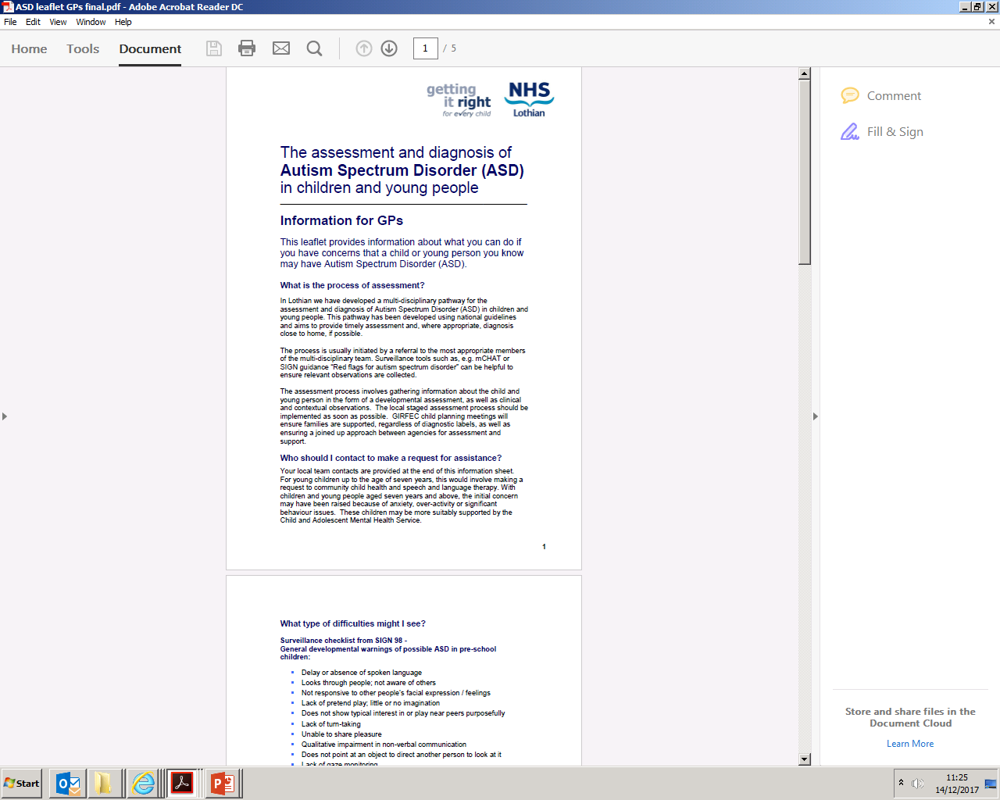 ASD leaflet GPs final.pdf - Adobe Acrobat Reader DC
File Edit View Window Help
Home Tools Document 1 / 5
getting
it right
for every child
NHS
Lothian
The assessment and diagnosis of
Autism Spectrum Disorder (ASD)
in children and young people
Information for GPs
This leaflet provides information about what you can do if
you have concerns that a child or young person you know
may have Autism Spectrum Disorder (ASD).
What is the process of assessment?
In Lothian we have developed a multi-disciplinary pathway for the
assessment and diagnosis of Autism Spectrum Disorder (ASD) in children and
young people. This pathway has been developed using national guidelines
and aims to provide timely assessment and, where appropriate, diagnosis
close to home, if possible.
The process is usually initiated by a referral to the most appropriate members
of the multi-disciplinary team. Surveillance tools such as, e.g. mCHAT or
SIGN guidance “Red flags for autism spectrum disorder” can be helpful to
ensure relevant observations are collected.
The assessment process involves gathering information about the child and
young person in the form of a developmental assessment, as well as clinical
and contextual observations. The local staged assessment process should be
implemented as soon as possible. GIRFEC child planning meetings will
ensure families are supported, regardless of diagnostic labels, as well as
ensuring a joined up approach between agencies for assessment and
support.
Who should I contact to make a request for assistance?
Your local team contacts are provided at the end of this information sheet.
For young children up to the age of seven years, this would involve making a
request to community child health and speech and language therapy. With
children and young people aged seven years and above, the initial concern
may have been raised because of anxiety, over-activity or significant
behaviour issues. These children may be more suitably supported by the
Child and Adolescent Mental Health Service.
1
What type of difficulties might I see?
Surveillance checklist from SIGN 98 -
General developmental warnings of possible ASD in pre-school
children:
▪ Delay or absence of spoken language
▪ Looks through people; not aware of others
▪ Not responsive to other people's facial expression / feelings
▪ Lack of pretend play; little or no imagination
▪ Does not show typical interest in or play near peers purposefully
▪ Lack of turn-taking
▪ Unable to share pleasure
▪ Qualitative impairment in non-verbal communication
▪ Does not point at an object to direct another person to look at it
▪ Lack of gaze monitoring
Comment
Fill & Sign
Store and share files in the
Document Cloud
Learn More
Start
11:25
14/12/2017